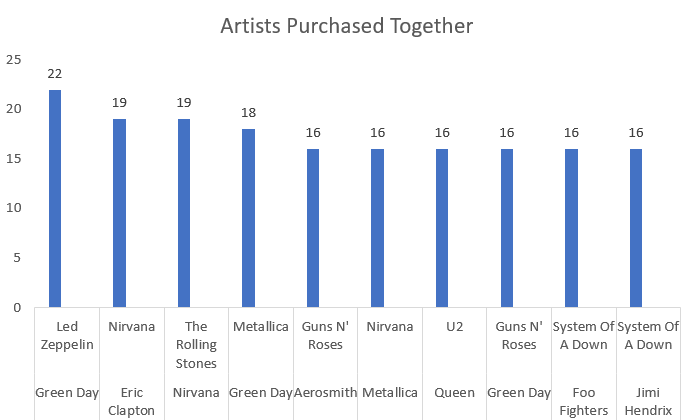 Artists Purchased Together
25
20
15
10
5
0
22
19
19
18
16
16
16
16
16
16
Led Zeppelin
Nirvana
The Rolling Stones
Metallica
Guns N' Roses
Nirvana
U2
Guns N' Roses
System Of A Down
System Of A Down
Green Day
Eric Clapton
Nirvana
Green Day
Aerosmith
Metallica
Queen
Green Day
Foo Fighters
Jimi Hendrix